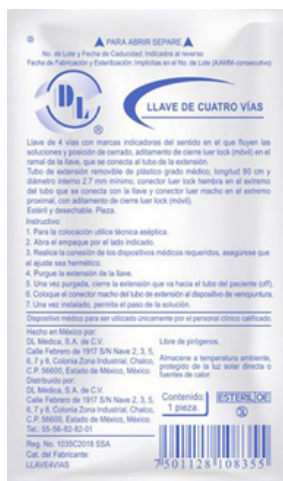 ▲ PARA ABRIR SEPARE ▲
No. de Lote y Fecha de Caducidad: Indicados al reverso
Fecha de Fabricación y Esterilización: Implícitas en el No. de Lote (AAMM-consecutivo)
DL
®
LLAVE DE CUATRO VÍAS
Llave de 4 vías con marcas indicadoras del sentido en el que fluyen las
soluciones y posición de cerrado, aditamento de cierre luer lock (móvil) en el
ramal de la llave, que se conecta al tubo de la extensión.
Tubo de extensión removible de plástico grado médico, longitud 80 cm y
diámetro interno 2.7 mm mínimo, conector luer lock hembra en el extremo
del tubo que se conecta con la llave y conector luer macho en el extremo
proximal, con aditamento de cierre luer lock (móvil).
Estéril y desechable. Pieza.
Instructivo:
1. Para la colocación utilice técnica aséptica.
2. Abra el empaque por el lado indicado.
3. Realice la conexión de los dispositivos médicos requeridos, asegúrese que
el ajuste sea hermético.
4. Purgue la extensión de la llave.
5. Una vez purgada, cierre la extensión que va hacia el tubo del paciente (off).
6. Coloque el conector macho del tubo de extensión al dispositivo de venopuntura.
7. Una vez instalado, permita el paso de la solución.
Dispositivo médico para ser utilizado únicamente por el personal clínico calificado.
Hecho en México por:
DL Médica, S.A. de C.V.
Calle Febrero de 1917 S/N Nave 2, 3, 5,
6, 7 y 8, Colonia Zona Industrial, Chalco,
C.P. 56600, Estado de México, México.
Distribuido por:
DL Médica, S.A. de C.V.
Calle Febrero de 1917 S/N Nave 2, 3, 5,
6, 7 y 8, Colonia Zona Industrial, Chalco,
C.P. 56600, Estado de México, México.
Tel.: 55-56-82-82-01
Reg. No. 1035C2018 SSA
Cat. del Fabricante:
LLAVE4VIAS
Libre de pirógenos.
Almacene a temperatura ambiente,
protegido de la luz solar directa o
fuentes de calor.
Contenido:
1 pieza.
ESTERIL OE
7 501128 108355